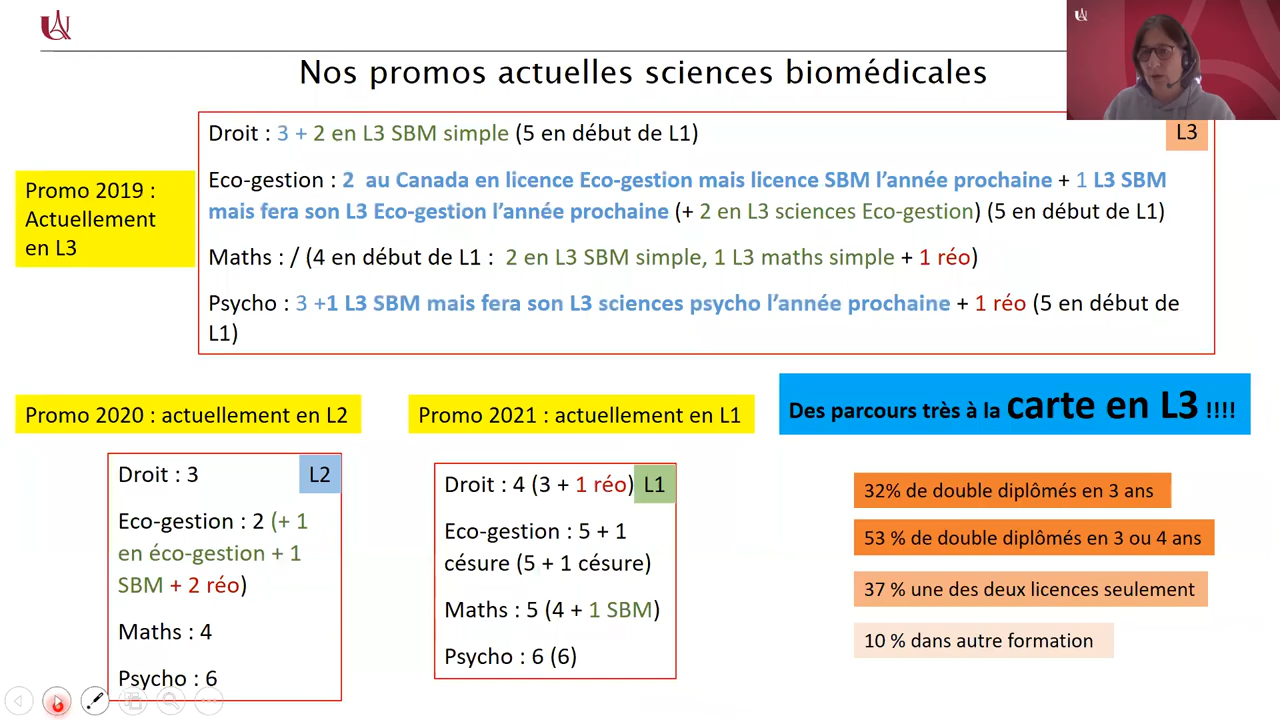 Nos promos actuelles sciences biomédicales
Droit : 3 + 2 en L3 SBM simple (5 en début de L1)
L3
Promo 2019 :
Actuellement
en L3
Eco-gestion : 2 au Canada en licence Eco-gestion mais licence SBM l’année prochaine + 1 L3 SBM
mais fera son L3 Eco-gestion l’année prochaine (+ 2 en L3 sciences Eco-gestion) (5 en début de L1)
Maths : / (4 en début de L1 : 2 en L3 SBM simple, 1 L3 maths simple + 1 réo)
Psycho : 3 +1 L3 SBM mais fera son L3 sciences psycho l’année prochaine + 1 réo (5 en début de
L1)
Promo 2020 : actuellement en L2
Droit : 3
L2
Eco-gestion : 2 (+ 1
en éco-gestion + 1
SBM + 2 réo)
Maths : 4
Psycho : 6
Promo 2021 : actuellement en L1
Droit : 4 (3 + 1 réo)
L1
Eco-gestion : 5 + 1
césure (5 + 1 césure)
Maths : 5 (4 + 1 SBM)
Psycho : 6 (6)
Des parcours très à la carte en L3 !!!!
32% de double diplômés en 3 ans
53 % de double diplômés en 3 ou 4 ans
37 % une des deux licences seulement
10 % dans autre formation